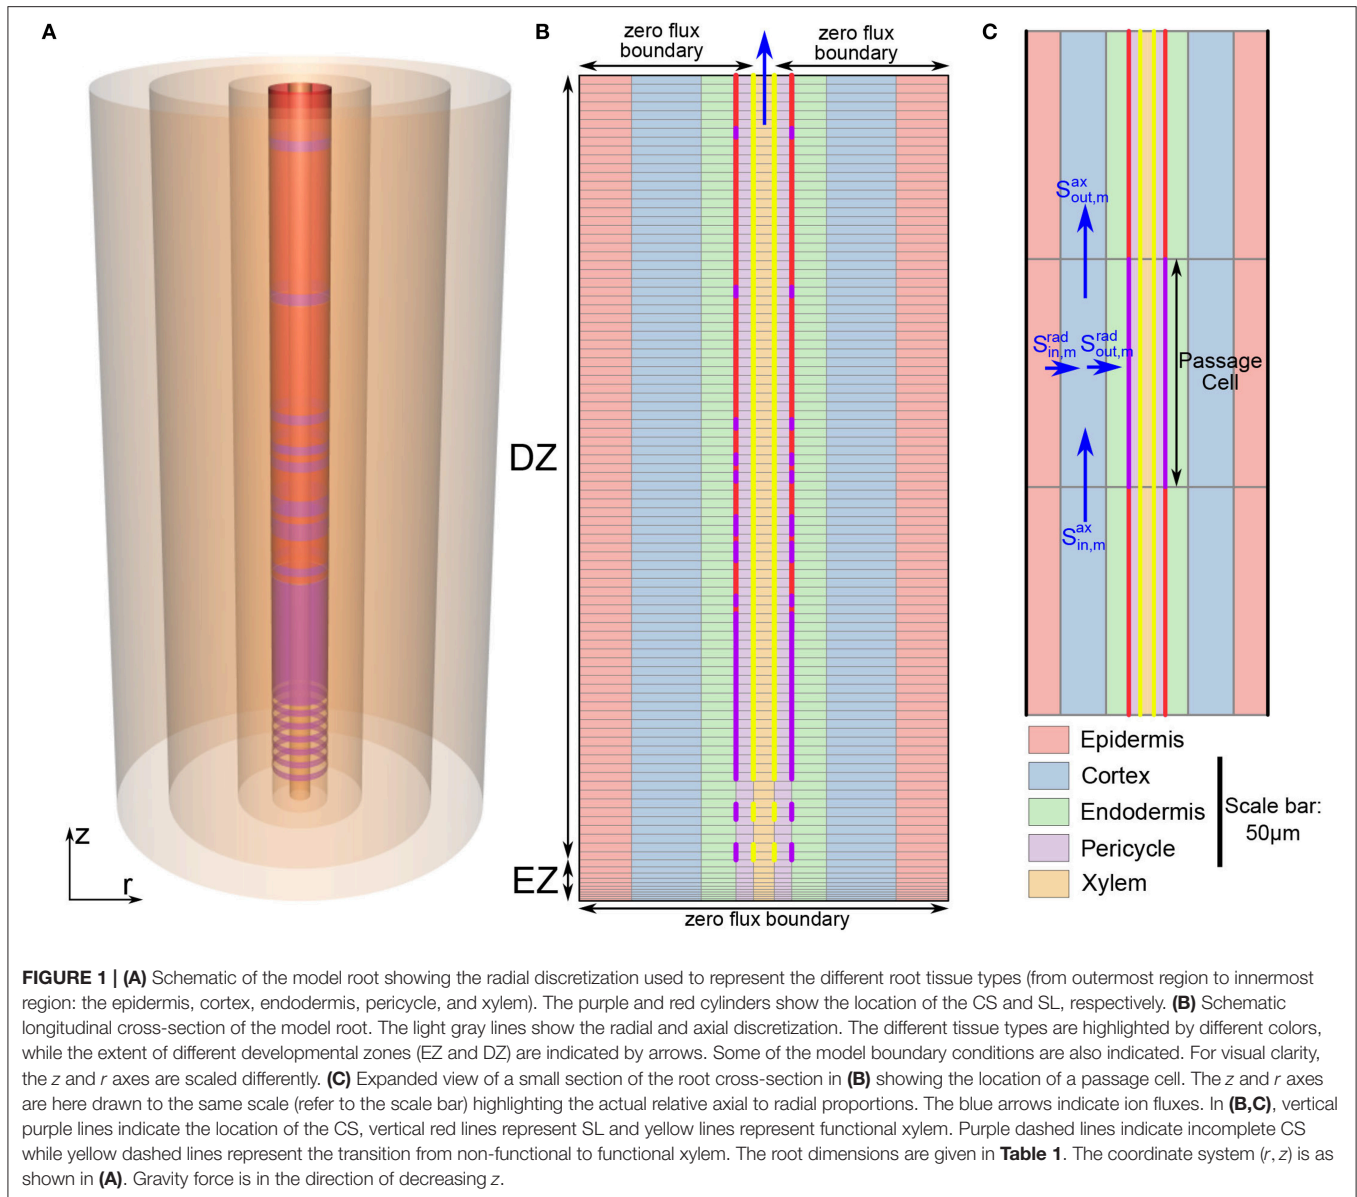 A
B
C
zero flux
boundary
zero flux
boundary
S^ax_out,m
S^rad_in,m
S^rad_out,m
Passage
Cell
S^ax_in,m
DZ
EZ
z
r
zero flux boundary
Epidermis
Cortex
Endodermis
Pericycle
Xylem
Scale bar:
50μm
FIGURE 1 | (A) Schematic of the model root showing the radial discretization used to represent the different root tissue types (from outermost region to innermost
region: the epidermis, cortex, endodermis, pericycle, and xylem). The purple and red cylinders show the location of the CS and SL, respectively. (B) Schematic
longitudinal cross-section of the model root. The light gray lines show the radial and axial discretization. The different tissue types are highlighted by different colors,
while the extent of different developmental zones (EZ and DZ) are indicated by arrows. Some of the model boundary conditions are also indicated. For visual clarity,
the z and r axes are scaled differently. (C) Expanded view of a small section of the root cross-section in (B) showing the location of a passage cell. The z and r axes
are here drawn to the same scale (refer to the scale bar) highlighting the actual relative axial to radial proportions. The blue arrows indicate ion fluxes. In (B,C), vertical
purple lines indicate the location of the CS, vertical red lines represent SL and yellow lines represent functional xylem. Purple dashed lines indicate incomplete CS
while yellow dashed lines represent the transition from non-functional to functional xylem. The root dimensions are given in Table 1. The coordinate system (r, z) is as
shown in (A). Gravity force is in the direction of decreasing z.